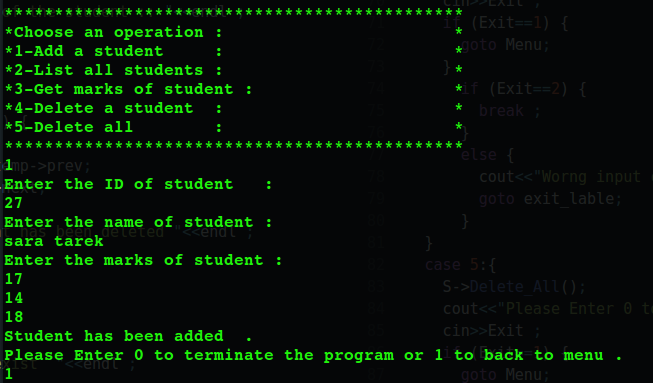 *********************************************
*Choose an operation : *
*1-Add a student : *
*2-List all students : *
*3-Get marks of student : *
*4-Delete a student : *
*5-Delete all : *
*********************************************
1
Enter the ID of student :
27
Enter the name of student :
sara tarek
Enter the marks of student :
17
14
18
Student has been added .
Please Enter 0 to terminate the program or 1 to back to menu .
1
cin>>Exit ;
if (Exit==1) {
goto Menu;
}
if (Exit==2) {
break ;
}
else {
cout<<"Worng input
goto exit_lable;
}
}
case 5:{
S->Delete_All();
cout<<"Please Enter 0 to
cin>>Exit ;
if (Exit==1) {
goto Menu;
mp->prev;
has been deleted "<<endl ;
list" <<endl ;